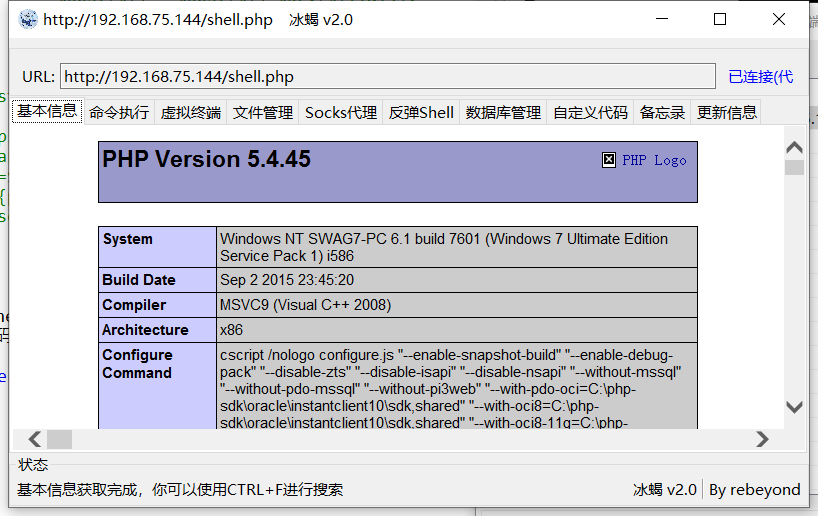 http://192.168.75.144/shell.php 冰蝎 v2.0
URL: http://192.168.75.144/shell.php 已连接(代
基本信息 命令执行 虚拟终端 文件管理 Socks代理 反弹Shell 数据库管理 自定义代码 备忘录 更新信息
PHP Version 5.4.45 PHP Logo
System Windows NT SWAG7-PC 6.1 build 7601 (Windows 7 Ultimate Edition
Service Pack 1) i586
Build Date Sep 2 2015 23:45:20
Compiler MSVC9 (Visual C++ 2008)
Architecture x86
Configure Command cscript /nologo configure.js "--enable-snapshot-build" "--enable-debug-
pack" "--disable-zts" "--disable-isapi" "--disable-nsapi" "--without-mssql"
"--without-pdo-mssql" "--without-pi3web" "--with-pdo-oci=C:\php-
sdk\oracle\instantclient10\sdk,shared" "--with-oci8=C:\php-
sdk\oracle\instantclient10\sdk,shared" "--with-oci8-11g=C:\php-
状态
基本信息获取完成，你可以使用CTRL+F进行搜索 冰蝎 v2.0 By rebeyond